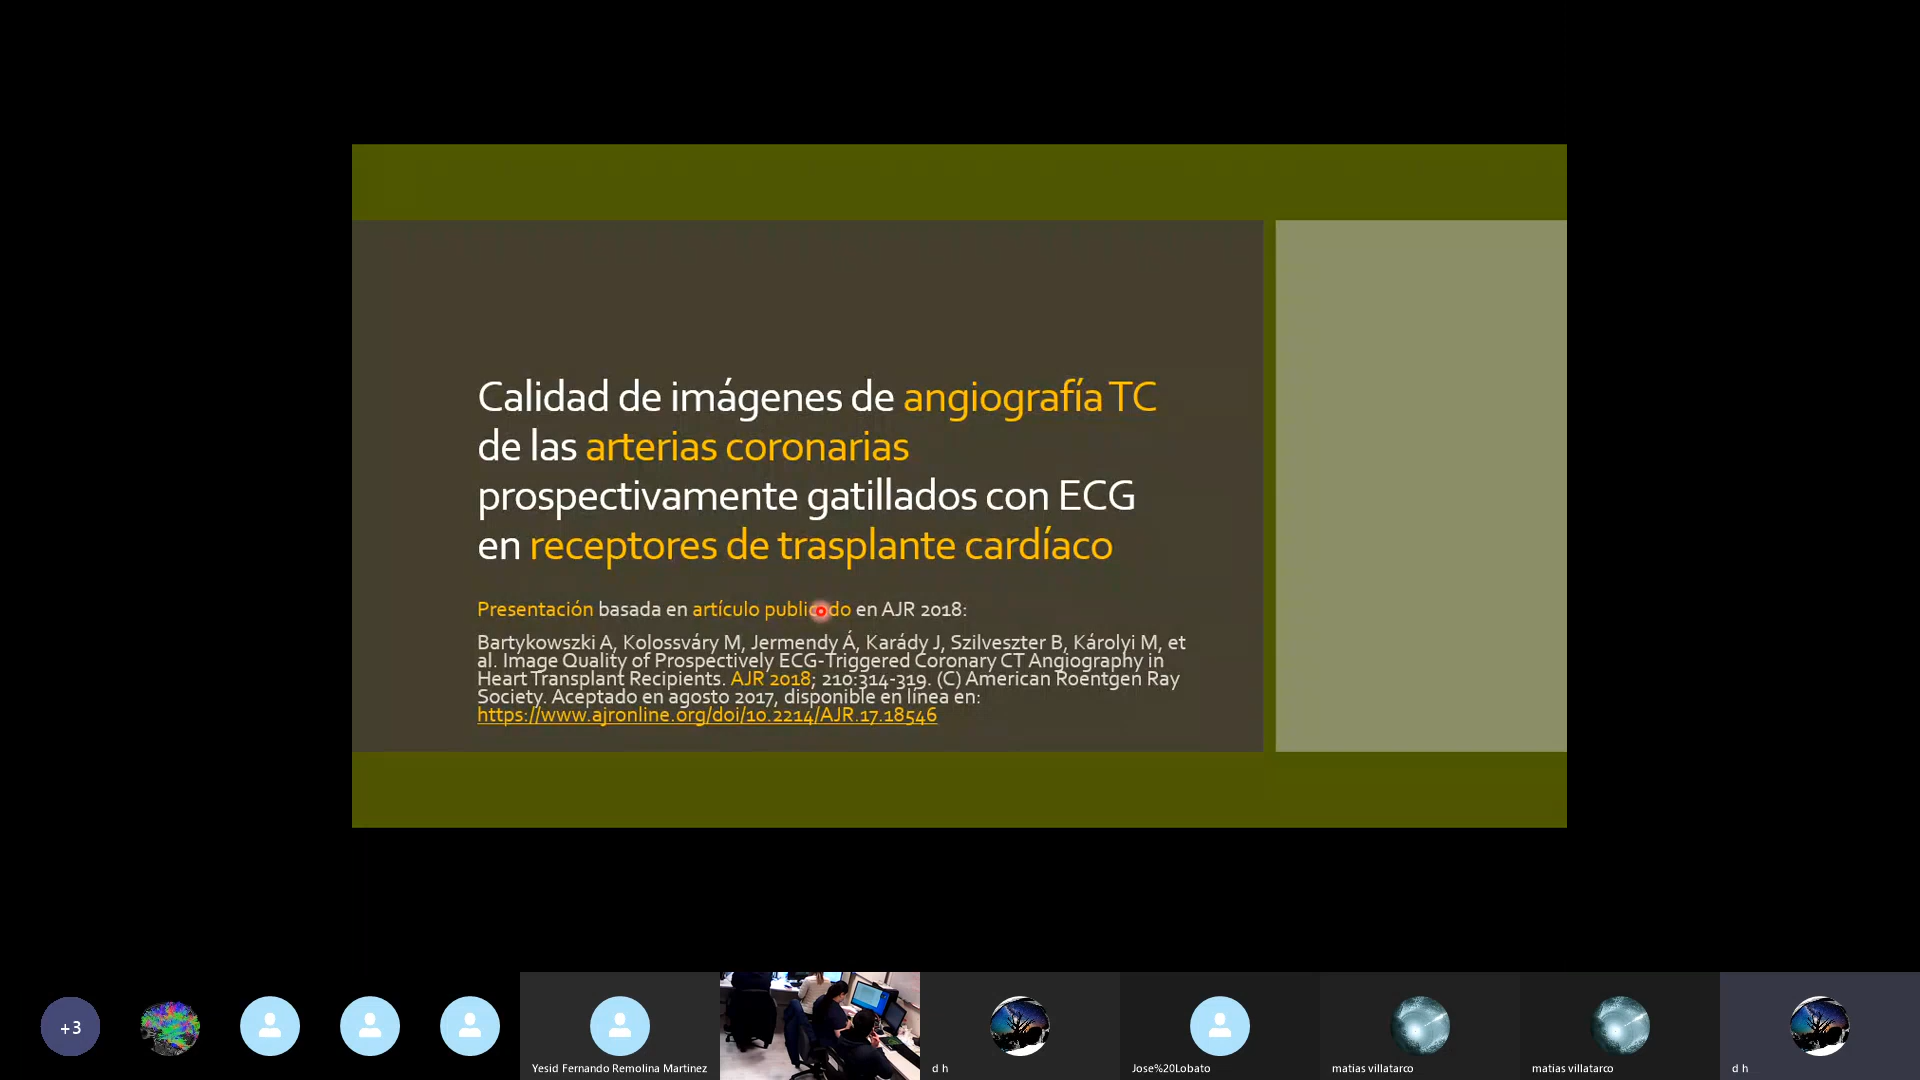 Calidad de imágenes de angiografía TC
de las arterias coronarias
prospectivamente gatillados con ECG
en receptores de trasplante cardíaco
Presentación basada en artículo publicado en AJR 2018:
Bartykowszki A, Kolossváry M, Jermendy Á, Karády J, Szilveszter B, Károlyi M, et
al. Image Quality of Prospectively ECG-Triggered Coronary CT Angiography in
Heart Transplant Recipients. AJR 2018; 210:314-319. (C) American Roentgen Ray
Society. Aceptado en agosto 2017, disponible en línea en:
https://www.ajronline.org/doi/10.2214/AJR.17.18546
+3
Yesid Fernando Remolina Martinez
d h
Jose%20Lobato
matias villatarco
matias villatarco
d h